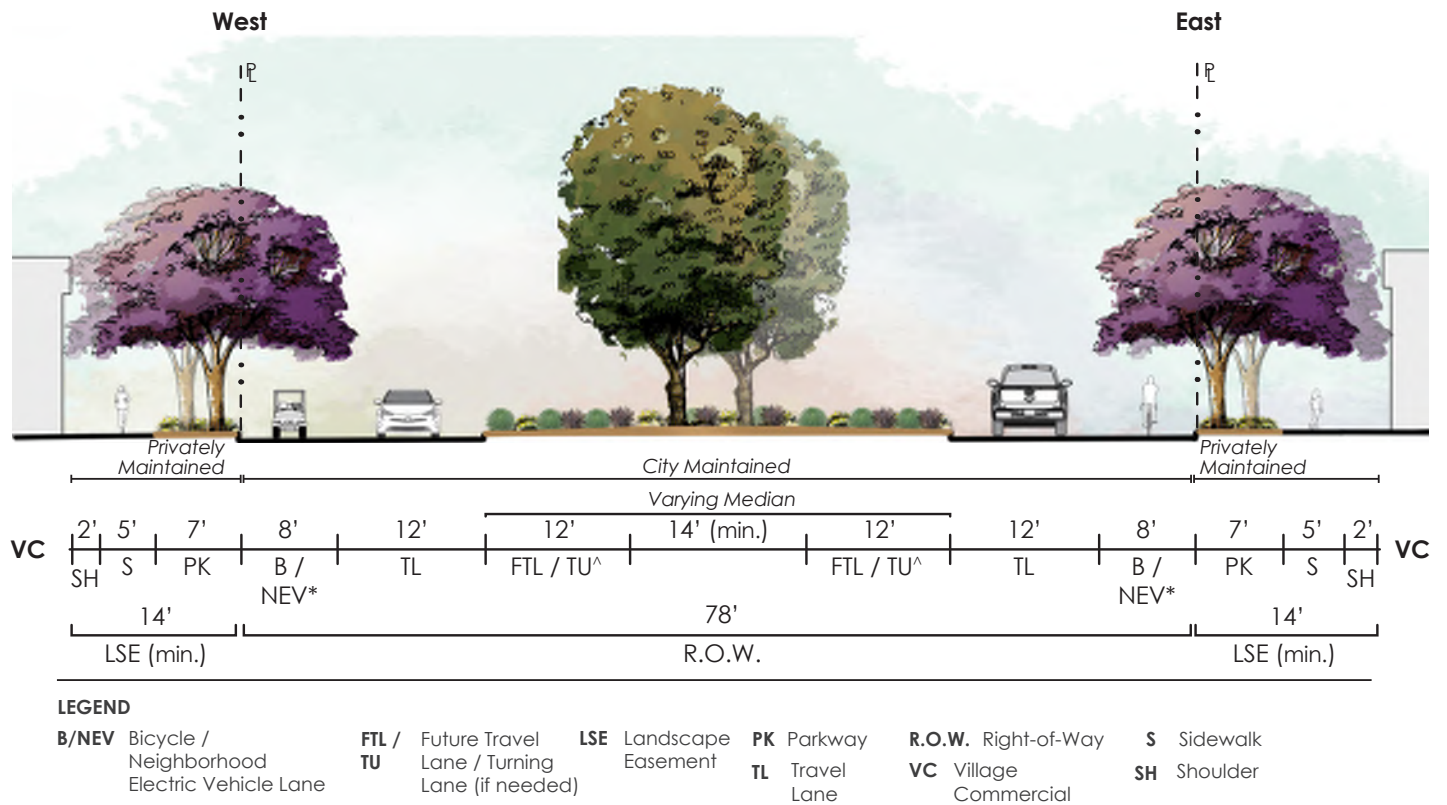 West East
PL PL
Privately Maintained City Maintained Privately Maintained
Varying Median
2’ 5’ 7’ 8’ 12’ 12’ 14’ (min.) 12’ 12’ 8’ 7’ 5’ 2’
VC VC
SH S PK B / NEV* TL FTL / TU^ FTL / TU^ TL B / NEV* PK S SH
14’ 78’ 14’
LSE (min.) R.O.W. LSE (min.)
LEGEND
B/NEV Bicycle /
Neighborhood
Electric Vehicle Lane
FTL / Future Travel
TU Lane / Turning
Lane (if needed)
LSE Landscape
Easement
PK Parkway
TL Travel
Lane
R.O.W. Right-of-Way
VC Village
Commercial
S Sidewalk
SH Shoulder